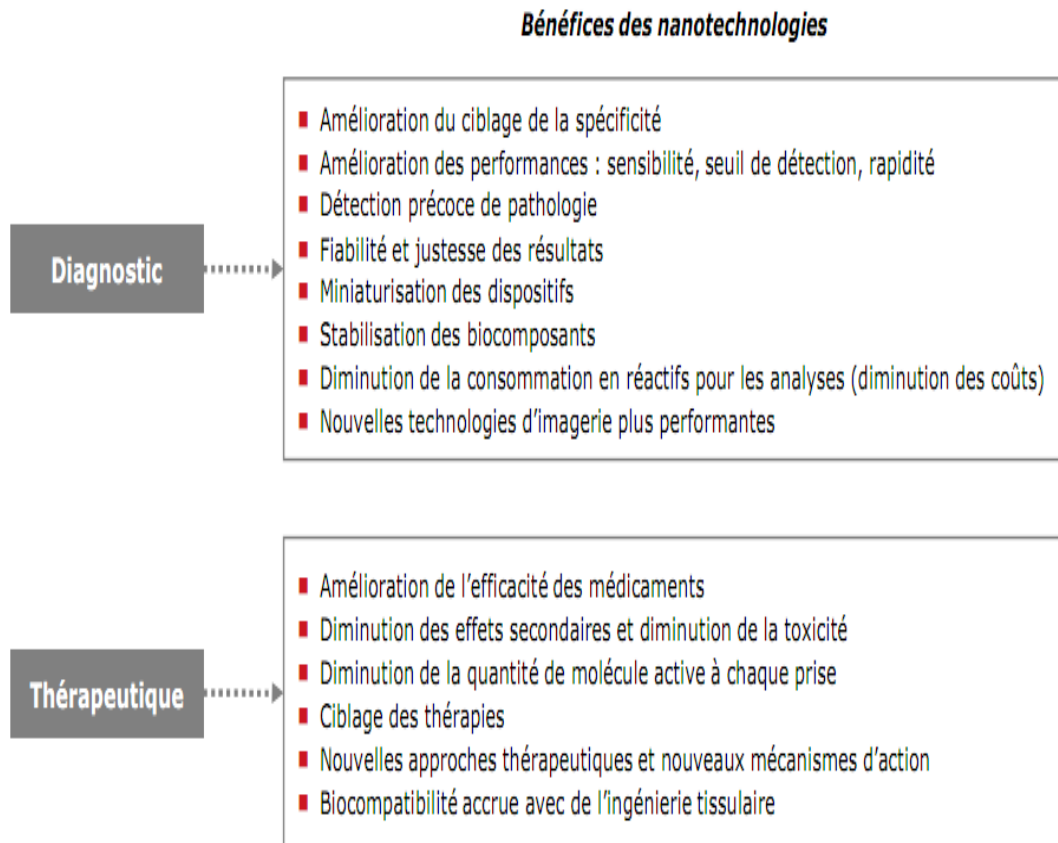 Bénéfices des nanotechnologies
Diagnostic
■ Amélioration du ciblage de la spécificité
■ Amélioration des performances : sensibilité, seuil de détection, rapidité
■ Détection précoce de pathologie
■ Fiabilité et justesse des résultats
■ Miniaturisation des dispositifs
■ Stabilisation des biocomposants
■ Diminution de la consommation en réactifs pour les analyses (diminution des coûts)
■ Nouvelles technologies d’imagerie plus performantes
Thérapeutique
■ Amélioration de l’efficacité des médicaments
■ Diminution des effets secondaires et diminution de la toxicité
■ Diminution de la quantité de molécule active à chaque prise
■ Ciblage des thérapies
■ Nouvelles approches thérapeutiques et nouveaux mécanismes d’action
■ Biocompatibilité accrue avec de l’ingénierie tissulaire